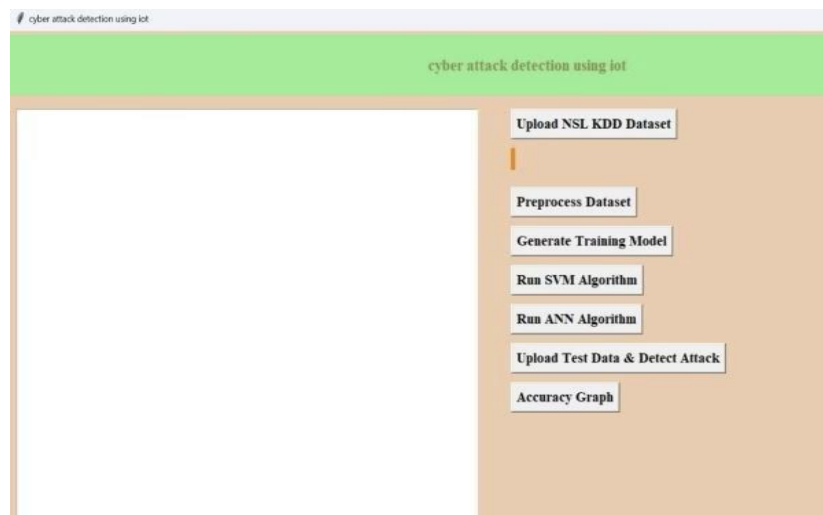 cyber attack detection using iot
cyber attack detection using iot
Upload NSL KDD Dataset
Preprocess Dataset
Generate Training Model
Run SVM Algorithm
Run ANN Algorithm
Upload Test Data & Detect Attack
Accuracy Graph